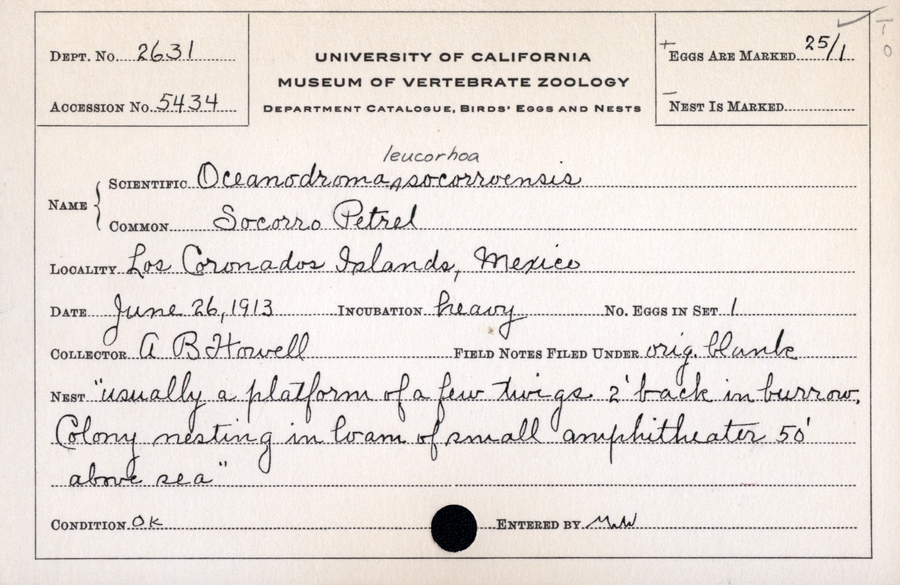 DEPT. No. 2631
ACCESSION No. 5434
UNIVERSITY OF CALIFORNIA
MUSEUM OF VERTEBRATE ZOOLOGY
DEPARTMENT CATALOGUE, BIRDS' EGGS AND NESTS
+ EGGS ARE MARKED 25/1
— NEST IS MARKED
T
O
leucorhoa
NAME
SCIENTIFIC Oceanodroma ^ socorroensis
COMMON Socorro Petrel
LOCALITY Los Coronados Islands, Mexico
DATE June 26, 1913 INCUBATION heavy No. EGGS IN SET 1
COLLECTOR A B Howell FIELD NOTES FILED UNDER orig. blank
NEST "usually a platform of a few twigs 2' back in burrow.
Colony nesting in loam of small amphitheater 50'
above sea"
CONDITION OK ENTERED BY